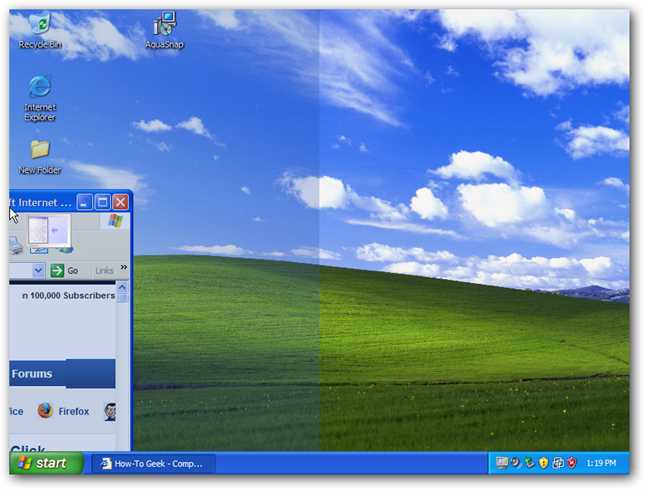 Recycle Bin
AquaSnap
Internet
Explorer
New Folder
ft Internet ...
Go
Links
»
n 100,000 Subscribers
Forums
ice
Firefox
Click
start
How-To Geek - Comp...
1:19 PM